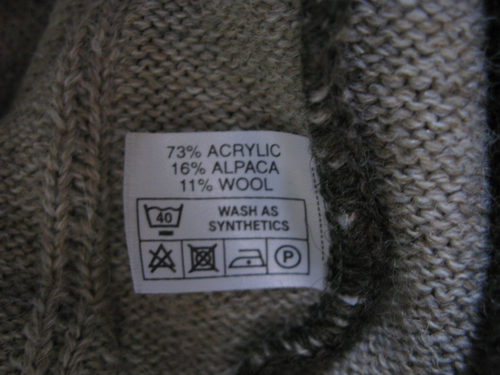 73% ACRYLIC
16% ALPACA
11% WOOL
40 WASH AS
SYNTHETICS
P